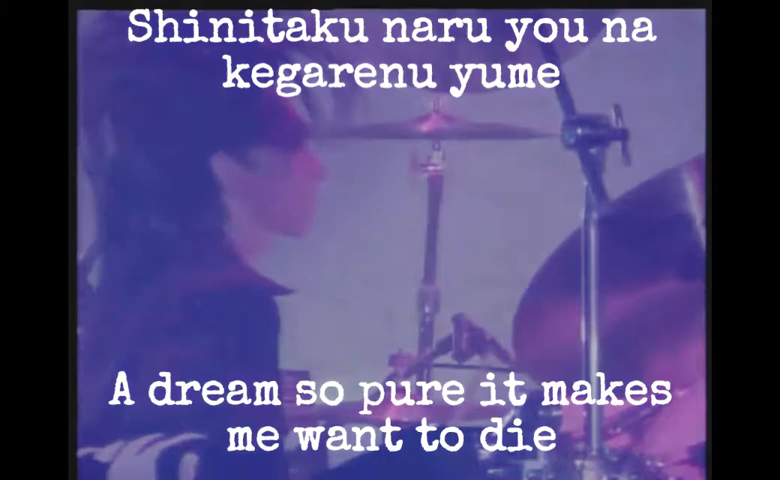 Shinitaku naru you na
kegarenu yume
A dream so pure it makes
me want to die